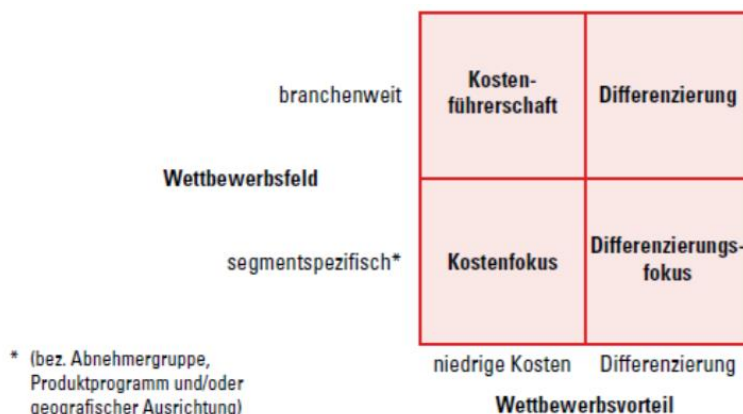 branchenweit
Kosten-
führerschaft
Differenzierung
Wettbewerbsfeld
segmentspezifisch*
Kostenfokus
Differenzierungs-
fokus
* (bez. Abnehmergruppe,
Produktprogramm und/oder
geografischer Ausrichtung)
niedrige Kosten
Differenzierung
Wettbewerbsvorteil